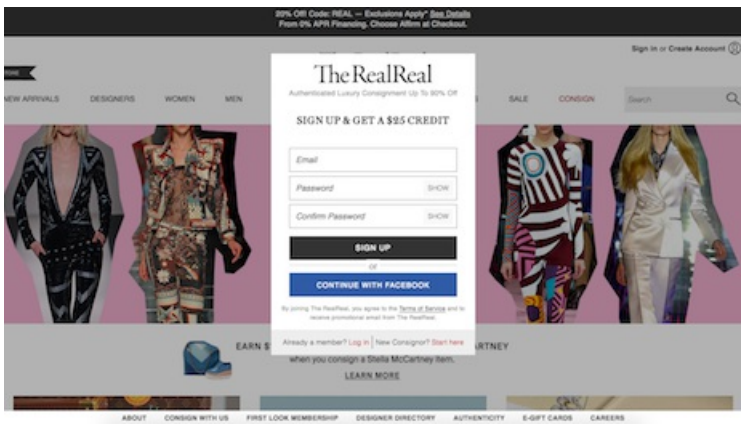 20% Off! Code: REAL — Exclusions Apply* See Details
From 0% APR Financing. Choose Affirm at Checkout.
Sign In or Create Account
NEW ARRIVALS DESIGNERS WOMEN MEN SALE CONSIGN Search
TheRealReal
Authenticated Luxury Consignment Up To 90% Off
SIGN UP & GET A $25 CREDIT
Email
Password SHOW
Confirm Password SHOW
SIGN UP
or
CONTINUE WITH FACEBOOK
By joining The RealReal, you agree to the Terms of Service and to
receive promotional email from The RealReal.
Already a member? Log in | New Consignor? Start here
EARN $ RTNEY
when you consign a Stella McCartney item.
LEARN MORE
ABOUT CONSIGN WITH US FIRST LOOK MEMBERSHIP DESIGNER DIRECTORY AUTHENTICITY E-GIFT CARDS CAREERS